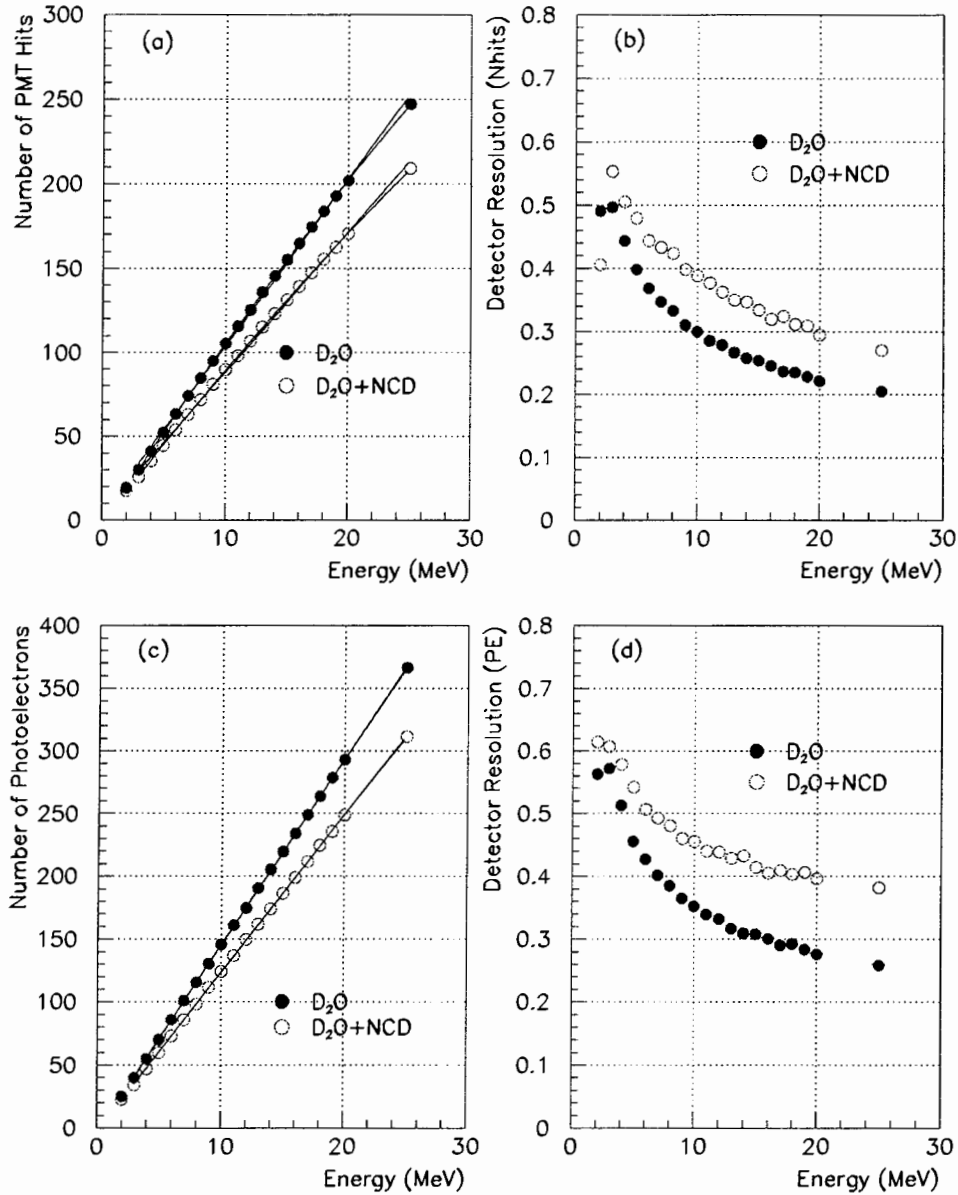 Number of PMT Hits
300
250
200
150
100
50
0
(a)
D₂O
D₂O+NCD
0 10 20 30
Energy (MeV)
Detector Resolution (Nhits)
0.8
0.7
0.6
0.5
0.4
0.3
0.2
0.1
0
(b)
D₂O
D₂O+NCD
0 10 20 30
Energy (MeV)
Number of Photoelectrons
400
350
300
250
200
150
100
50
0
(c)
D₂O
D₂O+NCD
0 10 20 30
Energy (MeV)
Detector Resolution (PE)
0.8
0.7
0.6
0.5
0.4
0.3
0.2
0.1
0
(d)
D₂O
D₂O+NCD
0 10 20 30
Energy (MeV)